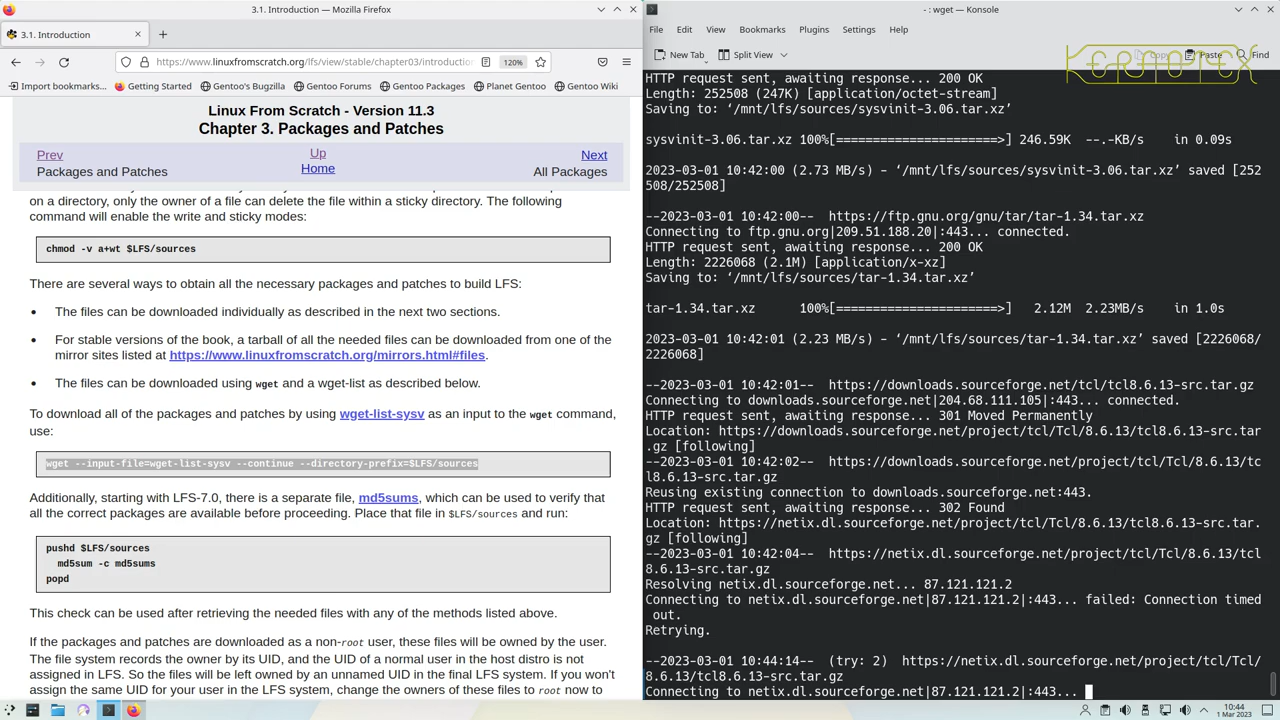 3.1. Introduction — Mozilla Firefox
3.1. Introduction
https://www.linuxfromscratch.org/lfs/view/stable/chapter03/introduction
120%
Import bookmarks...
Getting Started
Gentoo's Bugzilla
Gentoo Forums
Gentoo Packages
Planet Gentoo
Gentoo Wiki
Linux From Scratch - Version 11.3
Chapter 3. Packages and Patches
Prev
Up
Next
Packages and Patches
Home
All Packages
on a directory, only the owner of a file can delete the file within a sticky directory. The following
command will enable the write and sticky modes:
chmod -v a+wt $LFS/sources
There are several ways to obtain all the necessary packages and patches to build LFS:
The files can be downloaded individually as described in the next two sections.
For stable versions of the book, a tarball of all the needed files can be downloaded from one of the
mirror sites listed at https://www.linuxfromscratch.org/mirrors.html#files.
The files can be downloaded using wget and a wget-list as described below.
To download all of the packages and patches by using wget-list-sysv as an input to the wget command,
use:
wget --input-file=wget-list-sysv --continue --directory-prefix=$LFS/sources
Additionally, starting with LFS-7.0, there is a separate file, md5sums, which can be used to verify that
all the correct packages are available before proceeding. Place that file in $LFS/sources and run:
pushd $LFS/sources
md5sum -c md5sums
popd
This check can be used after retrieving the needed files with any of the methods listed above.
If the packages and patches are downloaded as a non-root user, these files will be owned by the user.
The file system records the owner by its UID, and the UID of a normal user in the host distro is not
assigned in LFS. So the files will be left owned by an unnamed UID in the final LFS system. If you won't
assign the same UID for your user in the LFS system, change the owners of these files to root now to
- : wget — Konsole
File Edit View Bookmarks Plugins Settings Help
New Tab
Split View
Copy
Paste
Find
HTTP request sent, awaiting response... 200 OK
Length: 252508 (247K) [application/octet-stream]
Saving to: ‘/mnt/lfs/sources/sysvinit-3.06.tar.xz’
sysvinit-3.06.tar.xz 100%[======================>] 246.59K --.-KB/s in 0.09s
2023-03-01 10:42:00 (2.73 MB/s) - ‘/mnt/lfs/sources/sysvinit-3.06.tar.xz’ saved [252
508/252508]
--2023-03-01 10:42:00-- https://ftp.gnu.org/gnu/tar/tar-1.34.tar.xz
Connecting to ftp.gnu.org|209.51.188.20|:443... connected.
HTTP request sent, awaiting response... 200 OK
Length: 2226068 (2.1M) [application/x-xz]
Saving to: ‘/mnt/lfs/sources/tar-1.34.tar.xz’
tar-1.34.tar.xz 100%[======================>] 2.12M 2.23MB/s in 1.0s
2023-03-01 10:42:01 (2.23 MB/s) - ‘/mnt/lfs/sources/tar-1.34.tar.xz’ saved [2226068/
2226068]
--2023-03-01 10:42:01-- https://downloads.sourceforge.net/tcl/tcl8.6.13-src.tar.gz
Connecting to downloads.sourceforge.net|204.68.111.105|:443... connected.
HTTP request sent, awaiting response... 301 Moved Permanently
Location: https://downloads.sourceforge.net/project/tcl/Tcl/8.6.13/tcl8.6.13-src.tar
.gz [following]
--2023-03-01 10:42:02-- https://downloads.sourceforge.net/project/tcl/Tcl/8.6.13/tc
l8.6.13-src.tar.gz
Reusing existing connection to downloads.sourceforge.net:443.
HTTP request sent, awaiting response... 302 Found
Location: https://netix.dl.sourceforge.net/project/tcl/Tcl/8.6.13/tcl8.6.13-src.tar.
gz [following]
--2023-03-01 10:42:04-- https://netix.dl.sourceforge.net/project/tcl/Tcl/8.6.13/tcl
8.6.13-src.tar.gz
Resolving netix.dl.sourceforge.net... 87.121.121.2
Connecting to netix.dl.sourceforge.net|87.121.121.2|:443... failed: Connection timed
out.
Retrying.
--2023-03-01 10:44:14-- (try: 2) https://netix.dl.sourceforge.net/project/tcl/Tcl/
8.6.13/tcl8.6.13-src.tar.gz
Connecting to netix.dl.sourceforge.net|87.121.121.2|:443...
10:44
1 Mar 2023